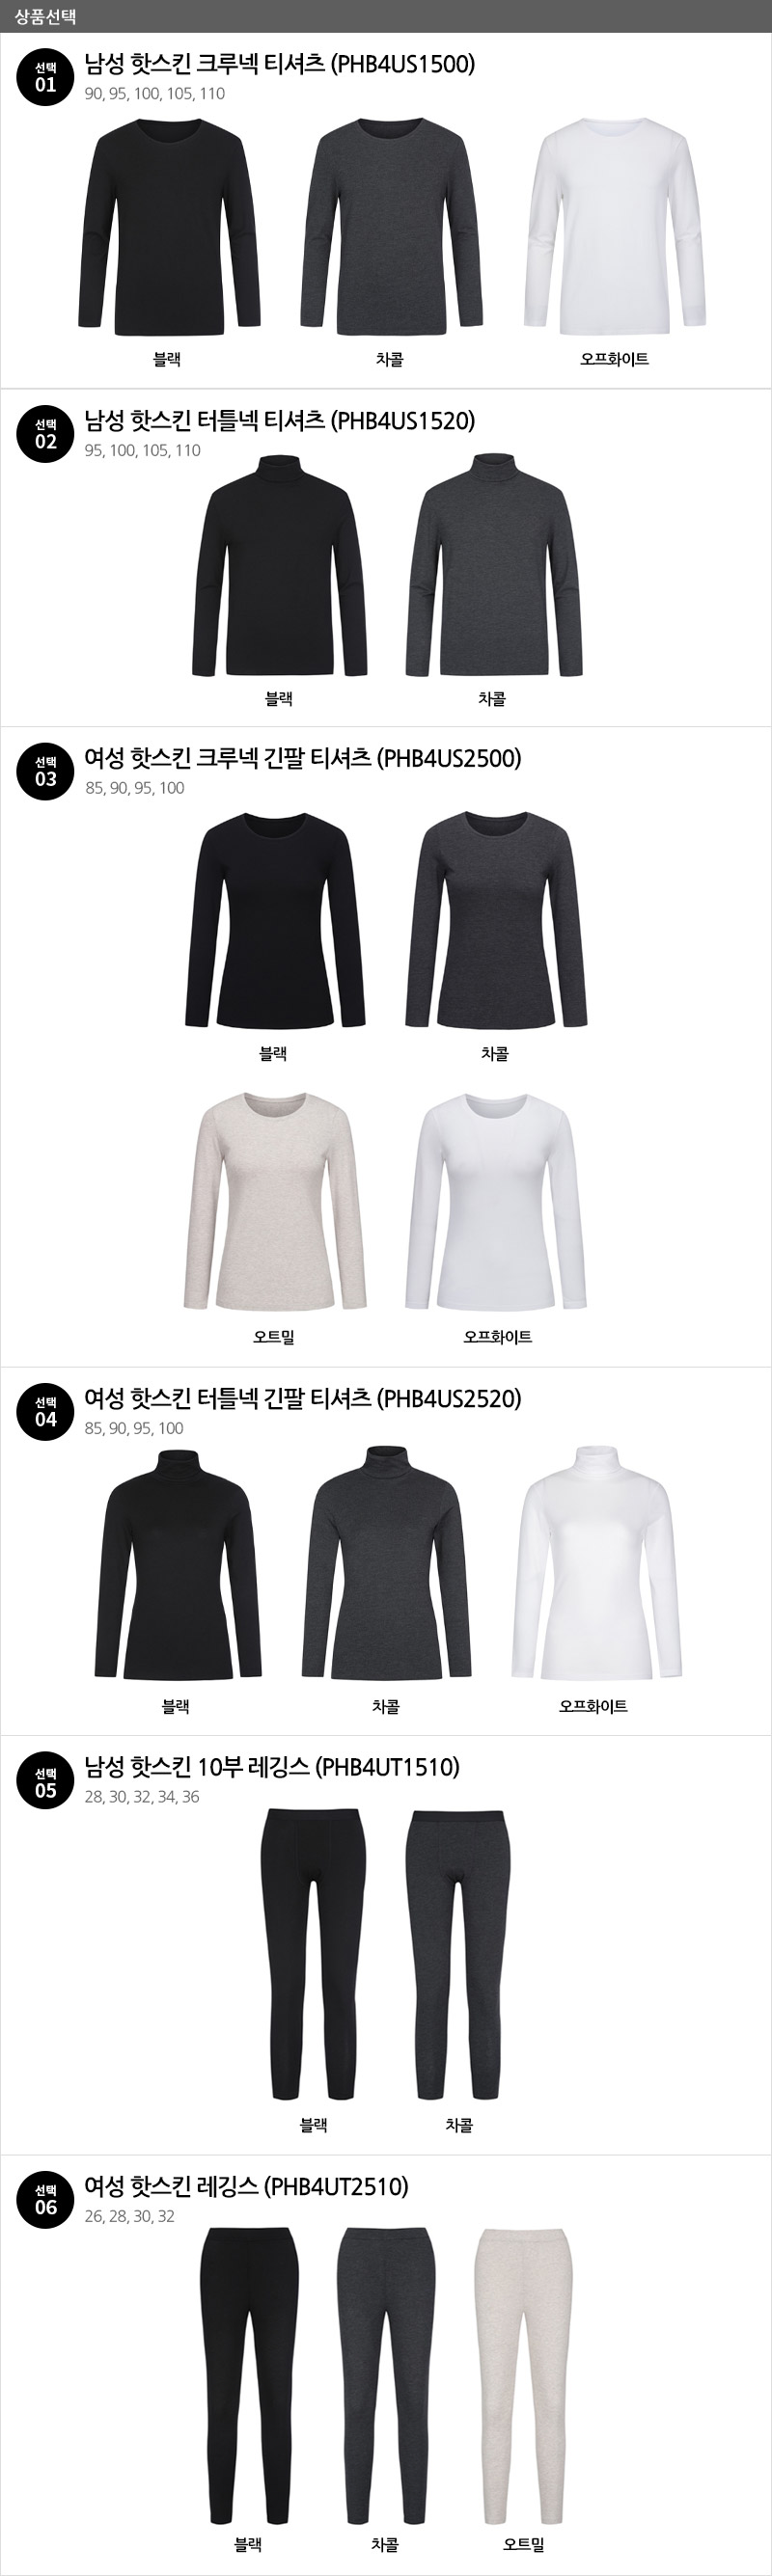 상품선택
선택
01
남성 핫스킨 크루넥 티셔츠 (PHB4US1500)
90, 95, 100, 105, 110
블랙
차콜
오프화이트
선택
02
남성 핫스킨 터틀넥 티셔츠 (PHB4US1520)
95, 100, 105, 110
블랙
차콜
선택
03
여성 핫스킨 크루넥 긴팔 티셔츠 (PHB4US2500)
85, 90, 95, 100
블랙
차콜
오트밀
오프화이트
선택
04
여성 핫스킨 터틀넥 긴팔 티셔츠 (PHB4US2520)
85, 90, 95, 100
블랙
차콜
오프화이트
선택
05
남성 핫스킨 10부 레깅스 (PHB4UT1510)
28, 30, 32, 34, 36
블랙
차콜
선택
06
여성 핫스킨 레깅스 (PHB4UT2510)
26, 28, 30, 32
블랙
차콜
오트밀